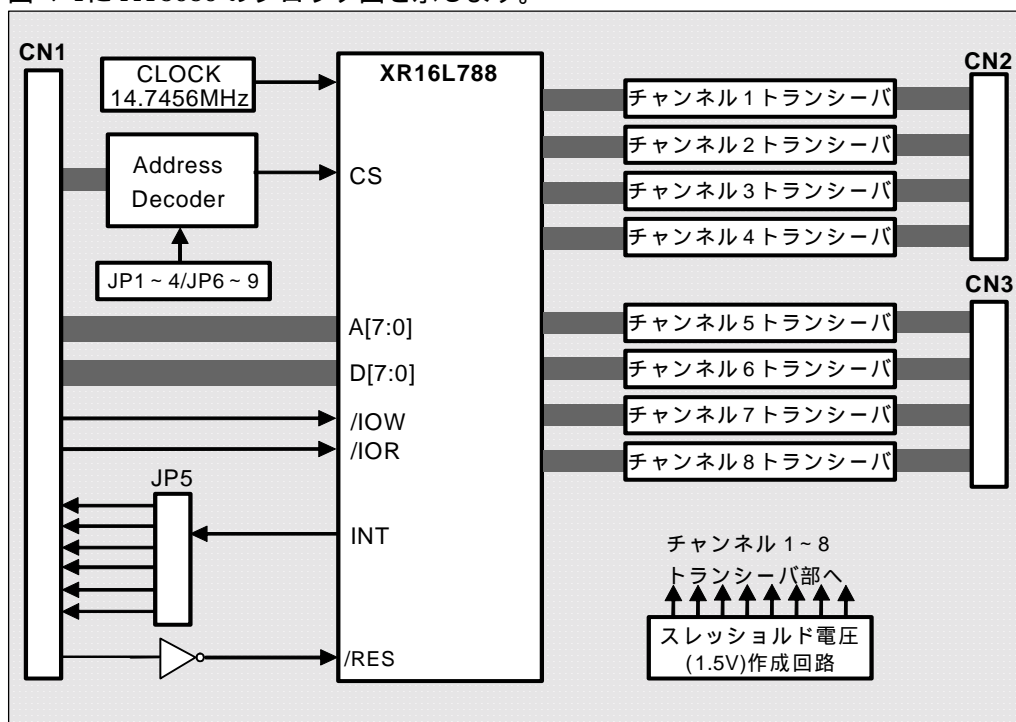 CN1
CLOCK
14.7456MHz
XR16L788
CN2
チャンネル1トランシーバ
チャンネル2トランシーバ
チャンネル3トランシーバ
チャンネル4トランシーバ
Address
Decoder
CS
JP1~4/JP6~9
CN3
A[7:0]
D[7:0]
/IOW
/IOR
チャンネル5トランシーバ
チャンネル6トランシーバ
チャンネル7トランシーバ
チャンネル8トランシーバ
JP5
INT
/RES
チャンネル1~8
トランシーバ部へ
スレッショルド電圧
(1.5V)作成回路